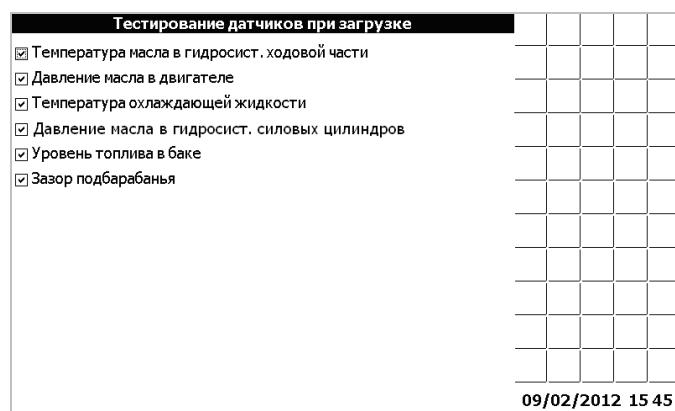 Тестирование датчиков при загрузке
Температура масла в гидросист. ходовой части
Давление масла в двигателе
Температура охлаждающей жидкости
Давление масла в гидросист. силовых цилиндров
Уровень топлива в баке
Зазор подбарабанья
09/02/2012 15 45